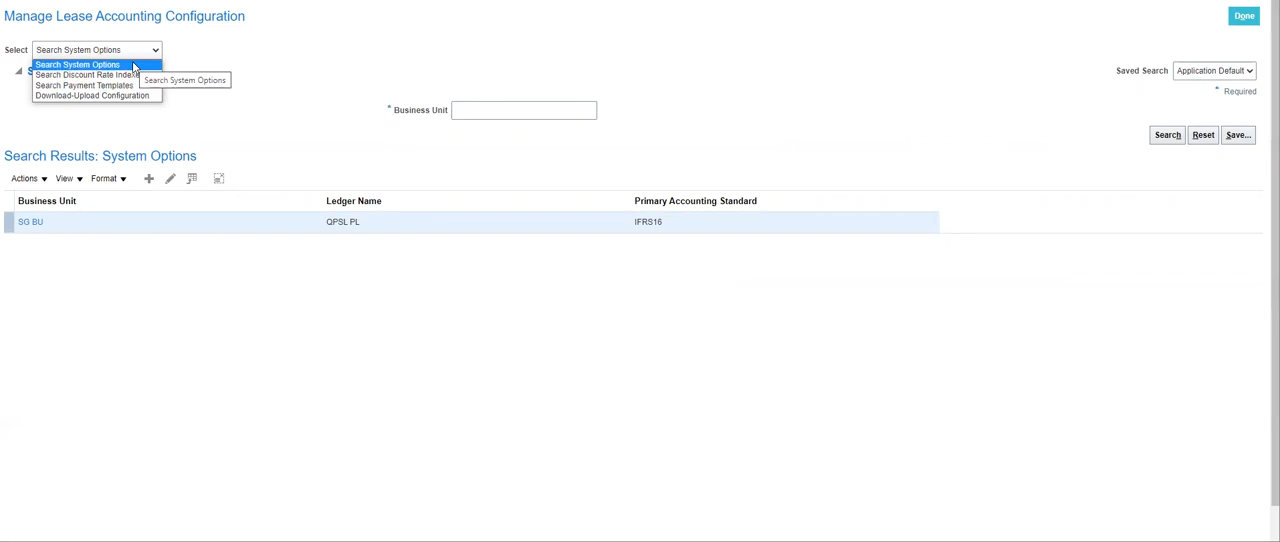 Manage Lease Accounting Configuration
Done
Select Search System Options
Search System Options
Search Discount Rate Indexe
Search System Options
Search Payment Templates
Download-Upload Configuration
Saved Search Application Default
* Required
* Business Unit
Search Reset Save...
Search Results: System Options
Actions View Format
Business Unit Ledger Name Primary Accounting Standard
SG BU QPSL PL IFRS16